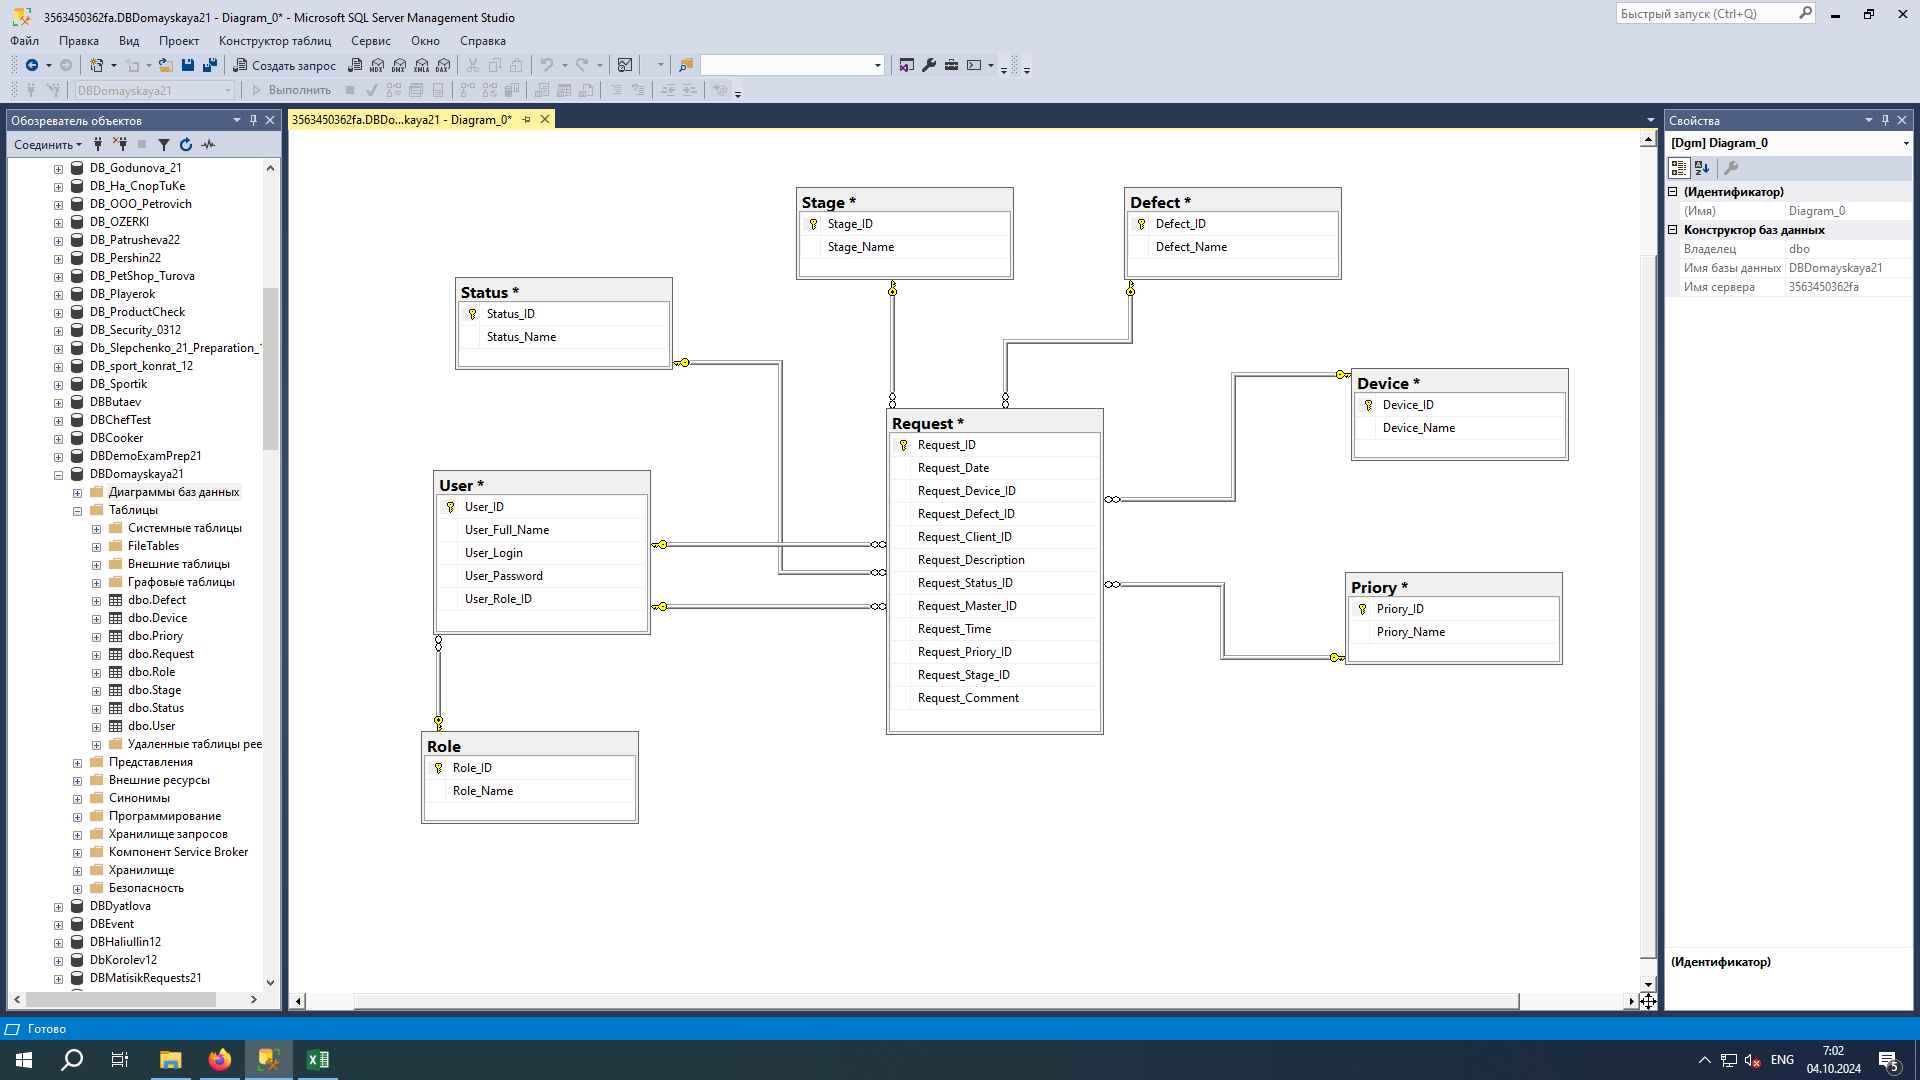 3563450362fa.DBDomayskaya21 - Diagram_0* - Microsoft SQL Server Management Studio
Быстрый запуск (Ctrl+Q)
Файл Правка Вид Проект Конструктор таблиц Сервис Окно Справка
Создать запрос
MDX DMX XMLA DAX
DBDomayskaya21
Выполнить
Обозреватель объектов
Соединить
DB_Godunova_21
DB_Ha_CnopTuKe
DB_OOO_Petrovich
DB_OZERKI
DB_Patrusheva22
DB_Pershin22
DB_PetShop_Turova
DB_Playerok
DB_ProductCheck
DB_Security_0312
Db_Slepchenko_21_Preparation_
DB_sport_konrat_12
DB_Sportik
DBButaev
DBChefTest
DBCooker
DBDemoExamPrep21
DBDomayskaya21
Диаграммы баз данных
Таблицы
Системные таблицы
FileTables
Внешние таблицы
Графовые таблицы
dbo.Defect
dbo.Device
dbo.Priory
dbo.Request
dbo.Role
dbo.Stage
dbo.Status
dbo.User
Удаленные таблицы рее
Представления
Внешние ресурсы
Синонимы
Программирование
Хранилище запросов
Компонент Service Broker
Хранилище
Безопасность
DBDyatlova
DBEvent
DBHaliullin12
DbKorolev12
DBMatisikRequests21
3563450362fa.DBDo...kaya21 - Diagram_0*
Stage *
Stage_ID
Stage_Name
Defect *
Defect_ID
Defect_Name
Status *
Status_ID
Status_Name
Device *
Device_ID
Device_Name
Request *
Request_ID
Request_Date
Request_Device_ID
Request_Defect_ID
Request_Client_ID
Request_Description
Request_Status_ID
Request_Master_ID
Request_Time
Request_Priory_ID
Request_Stage_ID
Request_Comment
User *
User_ID
User_Full_Name
User_Login
User_Password
User_Role_ID
Priory *
Priory_ID
Priory_Name
Role
Role_ID
Role_Name
Свойства
[Dgm] Diagram_0
(Идентификатор)
(Имя) Diagram_0
Конструктор баз данных
Владелец dbo
Имя базы данных DBDomayskaya21
Имя сервера 3563450362fa
(Идентификатор)
Готово
ENG
7:02
04.10.2024
5